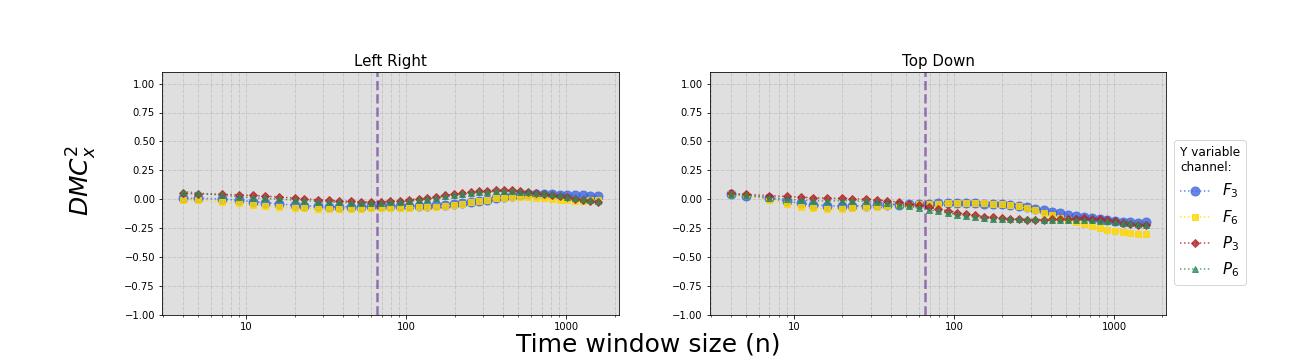 Left Right
Top Down
1.00
0.75
0.50
0.25
0.00
−0.25
−0.50
−0.75
−1.00
10
100
1000
1.00
0.75
0.50
0.25
0.00
−0.25
−0.50
−0.75
−1.00
10
100
1000
DMC²ₓ
Time window size (n)
Y variable
channel:
F₃
F₆
P₃
P₆